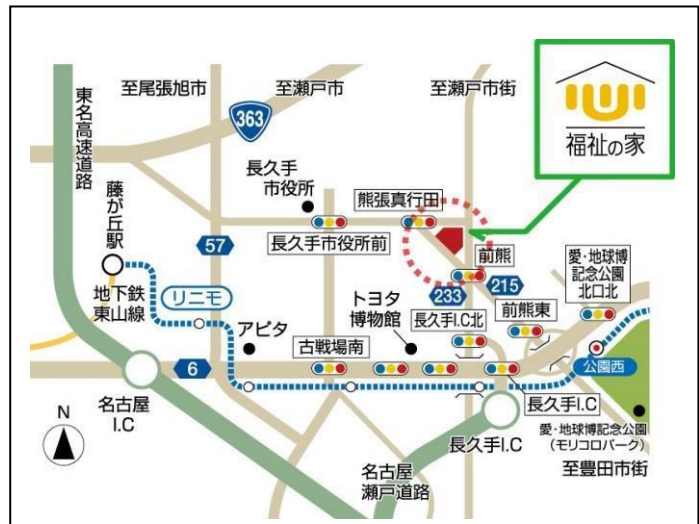 至尾張旭市
至瀬戸市
至瀬戸市街
363
福祉の家
東名高速道路
長久手
市役所
熊張真行田
藤が丘駅
57
長久手市役所前
前熊
愛・地球博
記念公園
北口北
地下鉄
東山線
リニモ
233
215
トヨタ
博物館
長久手I.C北
前熊東
アピタ
古戦場南
6
公園西
名古屋
I.C
長久手I.C
N
長久手I.C
愛・地球博記念公園
（モリコロパーク）
名古屋
瀬戸道路
至豊田市街